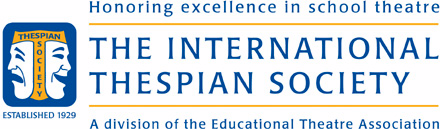 Honoring excellence in school theatre
THESPIAN
SOCIETY
ESTABLISHED 1929
THE INTERNATIONAL
THESPIAN SOCIETY
A division of the Educational Theatre Association